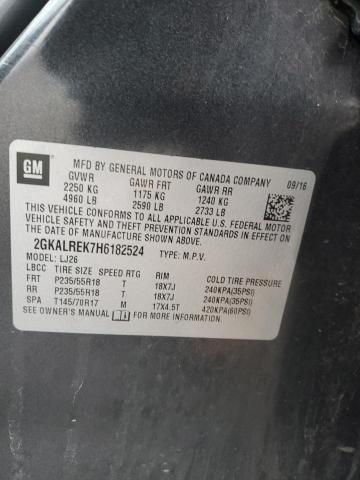 GM
MFD BY GENERAL MOTORS OF CANADA COMPANY 09/16
GVWR GAWR FRT GAWR RR
2250 KG 1175 KG 1240 KG
4960 LB 2590 LB 2733 LB
THIS VEHICLE CONFORMS TO ALL APPLICABLE U.S. FEDERAL MOTOR
VEHICLE SAFETY AND THEFT PREVENTION STANDARDS IN EFFECT ON
THE DATE OF MANUFACTURE SHOWN ABOVE.
2GKALREK7H6182524 TYPE: M.P.V.
MODEL: LJ26
LBCC TIRE SIZE SPEED RTG RIM COLD TIRE PRESSURE
FRT P235/55R18 T 18X7J 240KPA(35PSI)
RR P235/55R18 T 18X7J 240KPA(35PSI)
SPA T145/70R17 M 17X4.5T 420KPA(60PSI)
SEE OWNER'S MANUAL FOR MORE INFORMATION.